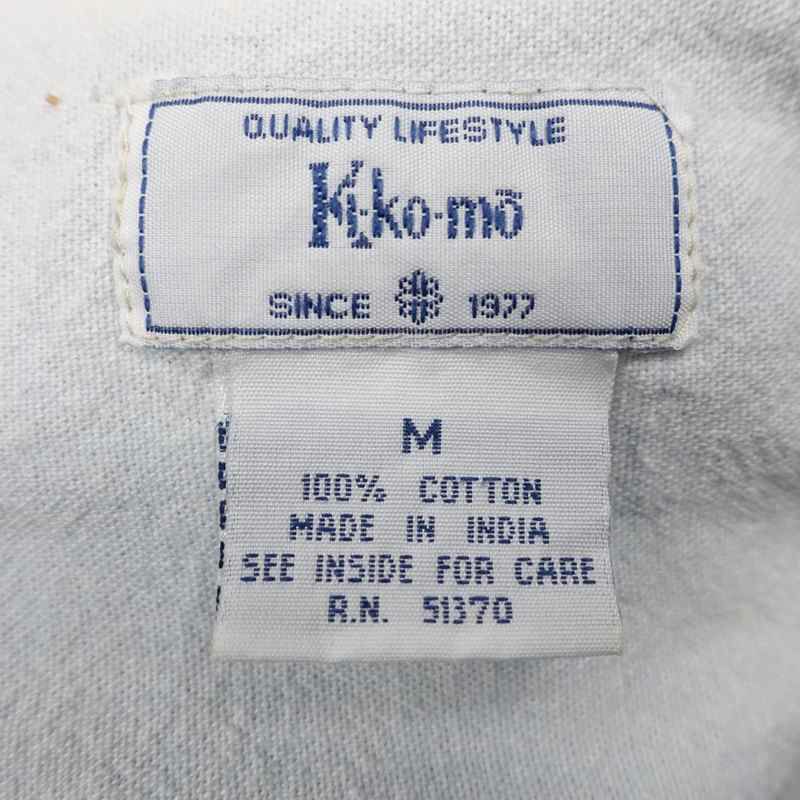 QUALITY LIFESTYLE
Ki-ko-mō
SINCE 1977
M
100% COTTON
MADE IN INDIA
SEE INSIDE FOR CARE
R.N. 51370